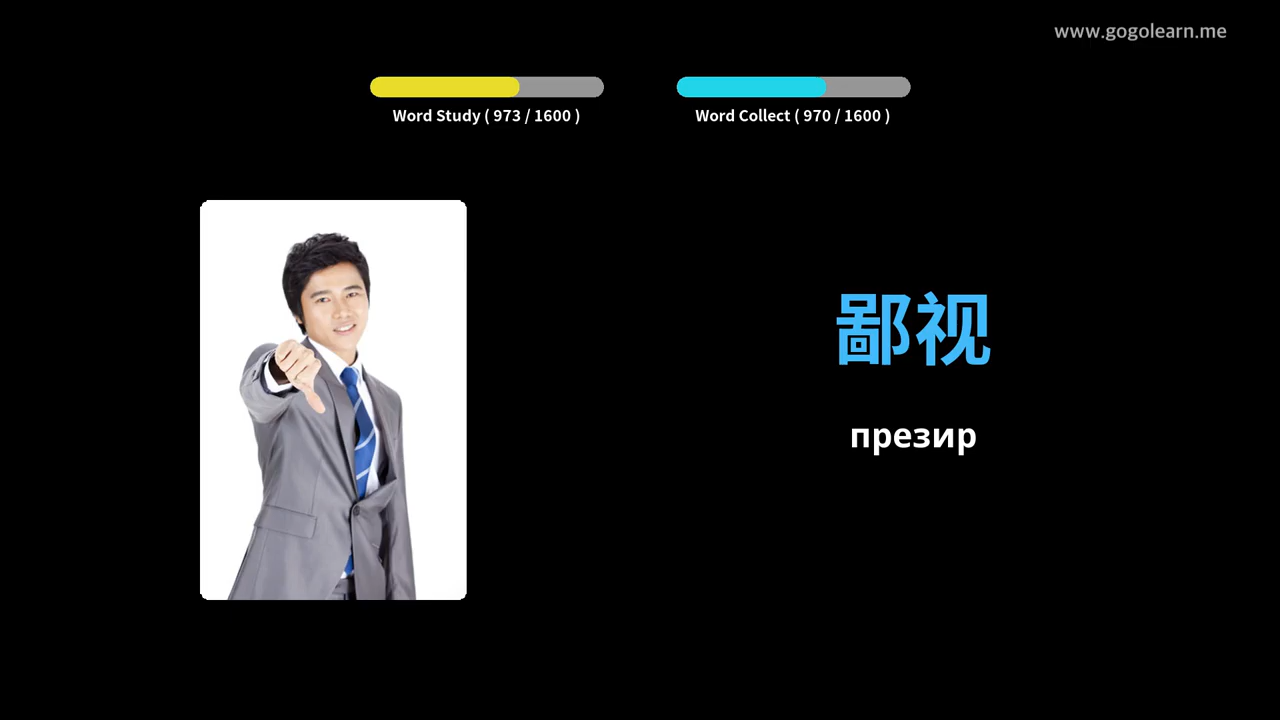 www.gogolearn.me
Word Study ( 973 / 1600 )
Word Collect ( 970 / 1600 )
鄙视
презир